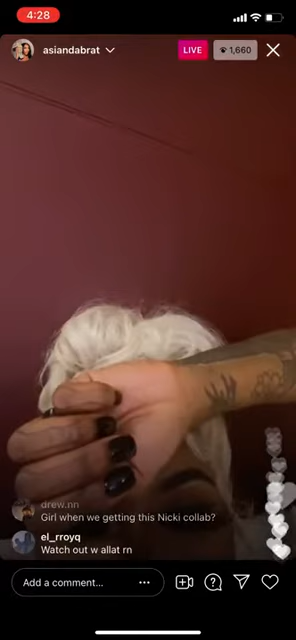 4:28
asiandabrat
LIVE
1,660
drew.nn
Girl when we getting this Nicki collab?
el_rroyq
Watch out w allat rn
Add a comment...